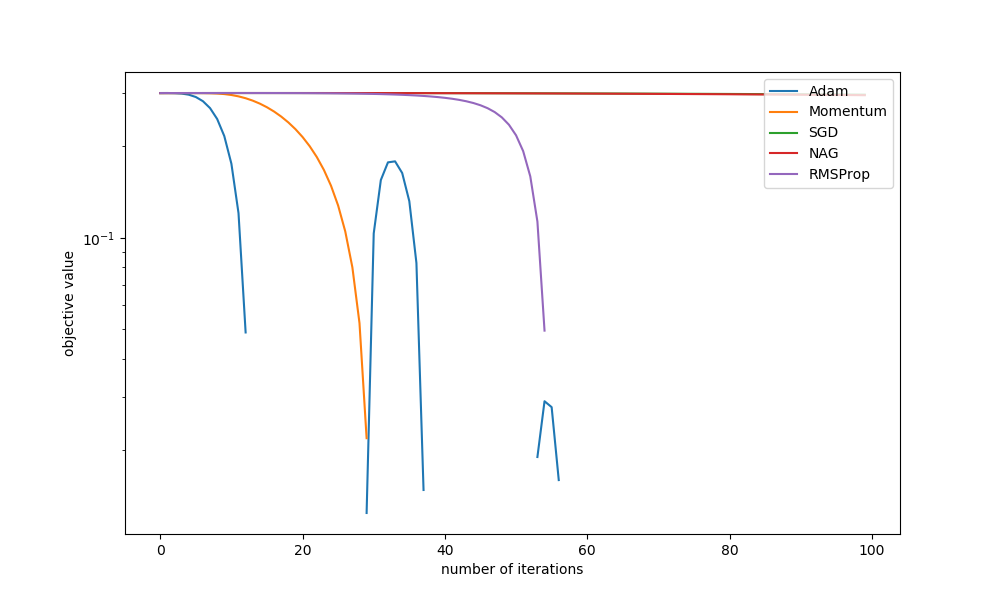 Adam
Momentum
SGD
NAG
RMSProp
10⁻¹
objective value
0 20 40 60 80 100
number of iterations